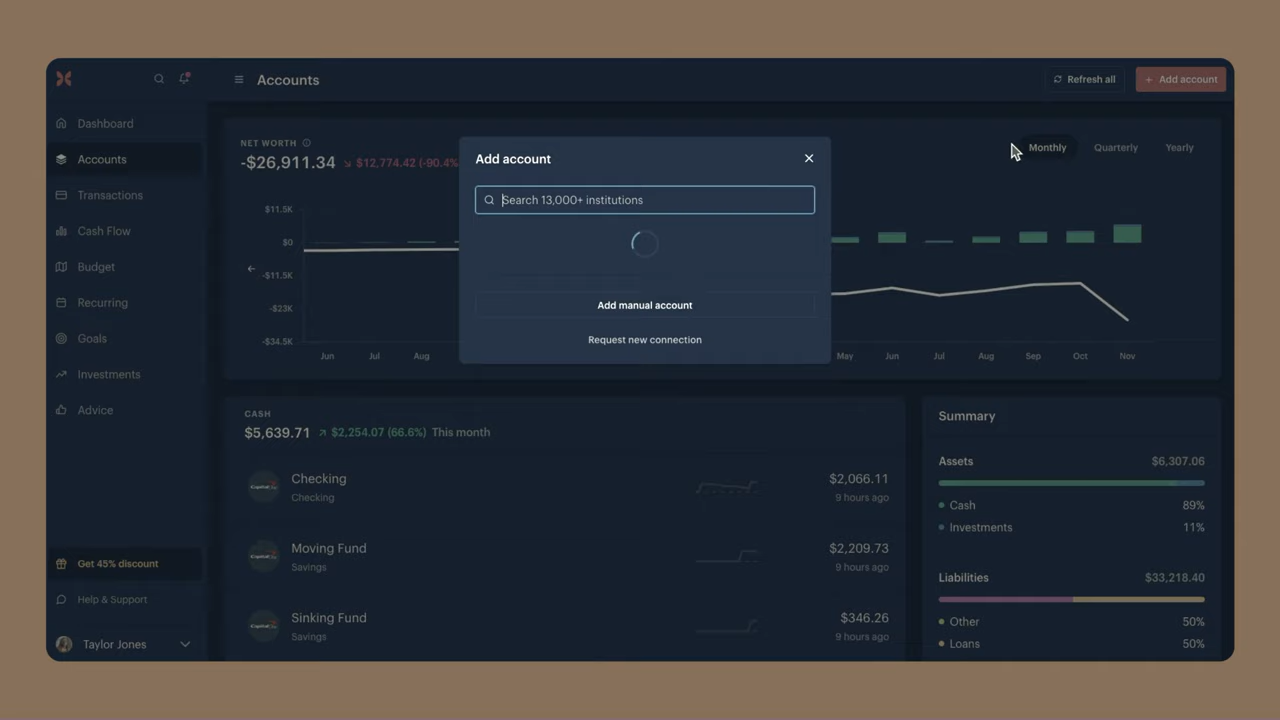 Accounts
Refresh all
+ Add account
Dashboard
Accounts
Transactions
Cash Flow
Budget
Recurring
Goals
Investments
Advice
Get 45% discount
Help & Support
Taylor Jones
NET WORTH
-$26,911.34 ↘ $12,774.42 (-90.4%
Monthly Quarterly Yearly
$11.5K
$0
-$11.5K
-$23K
-$34.5K
Jun Jul Aug May Jun Jul Aug Sep Oct Nov
Add account
Search 13,000+ institutions
Add manual account
Request new connection
CASH
$5,639.71 ↗ $2,254.07 (66.6%) This month
Checking $2,066.11
Checking 9 hours ago
Moving Fund $2,209.73
Savings 9 hours ago
Sinking Fund $346.26
Savings 9 hours ago
Summary
Assets $6,307.06
Cash 89%
Investments 11%
Liabilities $33,218.40
Other 50%
Loans 50%